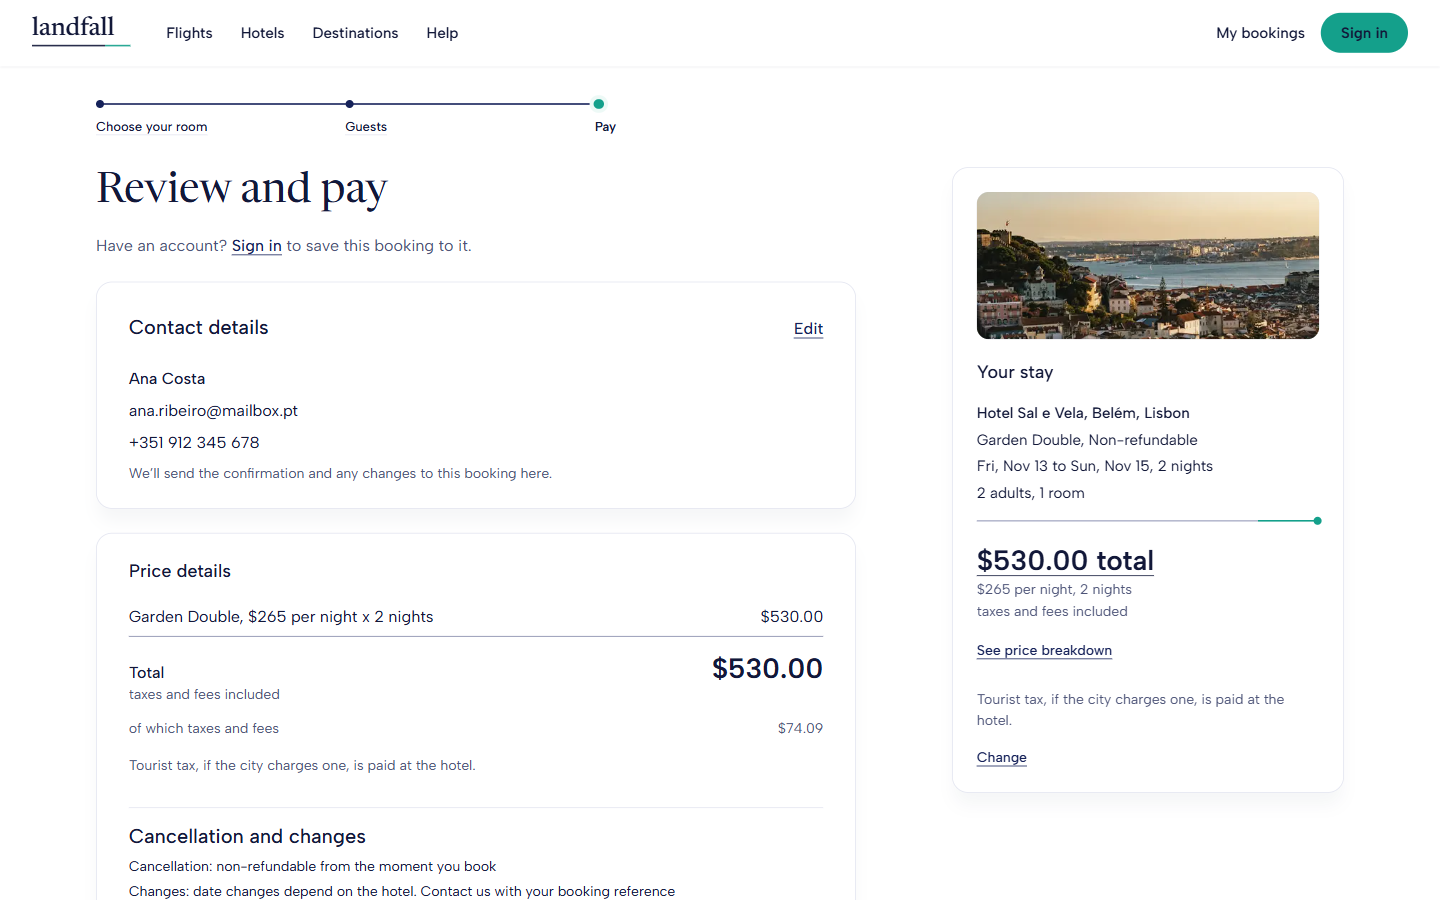 landfall
Flights
Hotels
Destinations
Help
My bookings
Sign in
Choose your room
Guests
Pay
Review and pay
Have an account? Sign in to save this booking to it.
Contact details
Edit
Ana Costa
ana.ribeiro@mailbox.pt
+351 912 345 678
We'll send the confirmation and any changes to this booking here.
Price details
Garden Double, $265 per night x 2 nights
$530.00
Total
$530.00
taxes and fees included
of which taxes and fees
$74.09
Tourist tax, if the city charges one, is paid at the hotel.
Cancellation and changes
Cancellation: non-refundable from the moment you book
Changes: date changes depend on the hotel. Contact us with your booking reference
Your stay
Hotel Sal e Vela, Belém, Lisbon
Garden Double, Non-refundable
Fri, Nov 13 to Sun, Nov 15, 2 nights
2 adults, 1 room
$530.00 total
$265 per night, 2 nights
taxes and fees included
See price breakdown
Tourist tax, if the city charges one, is paid at the
hotel.
Change